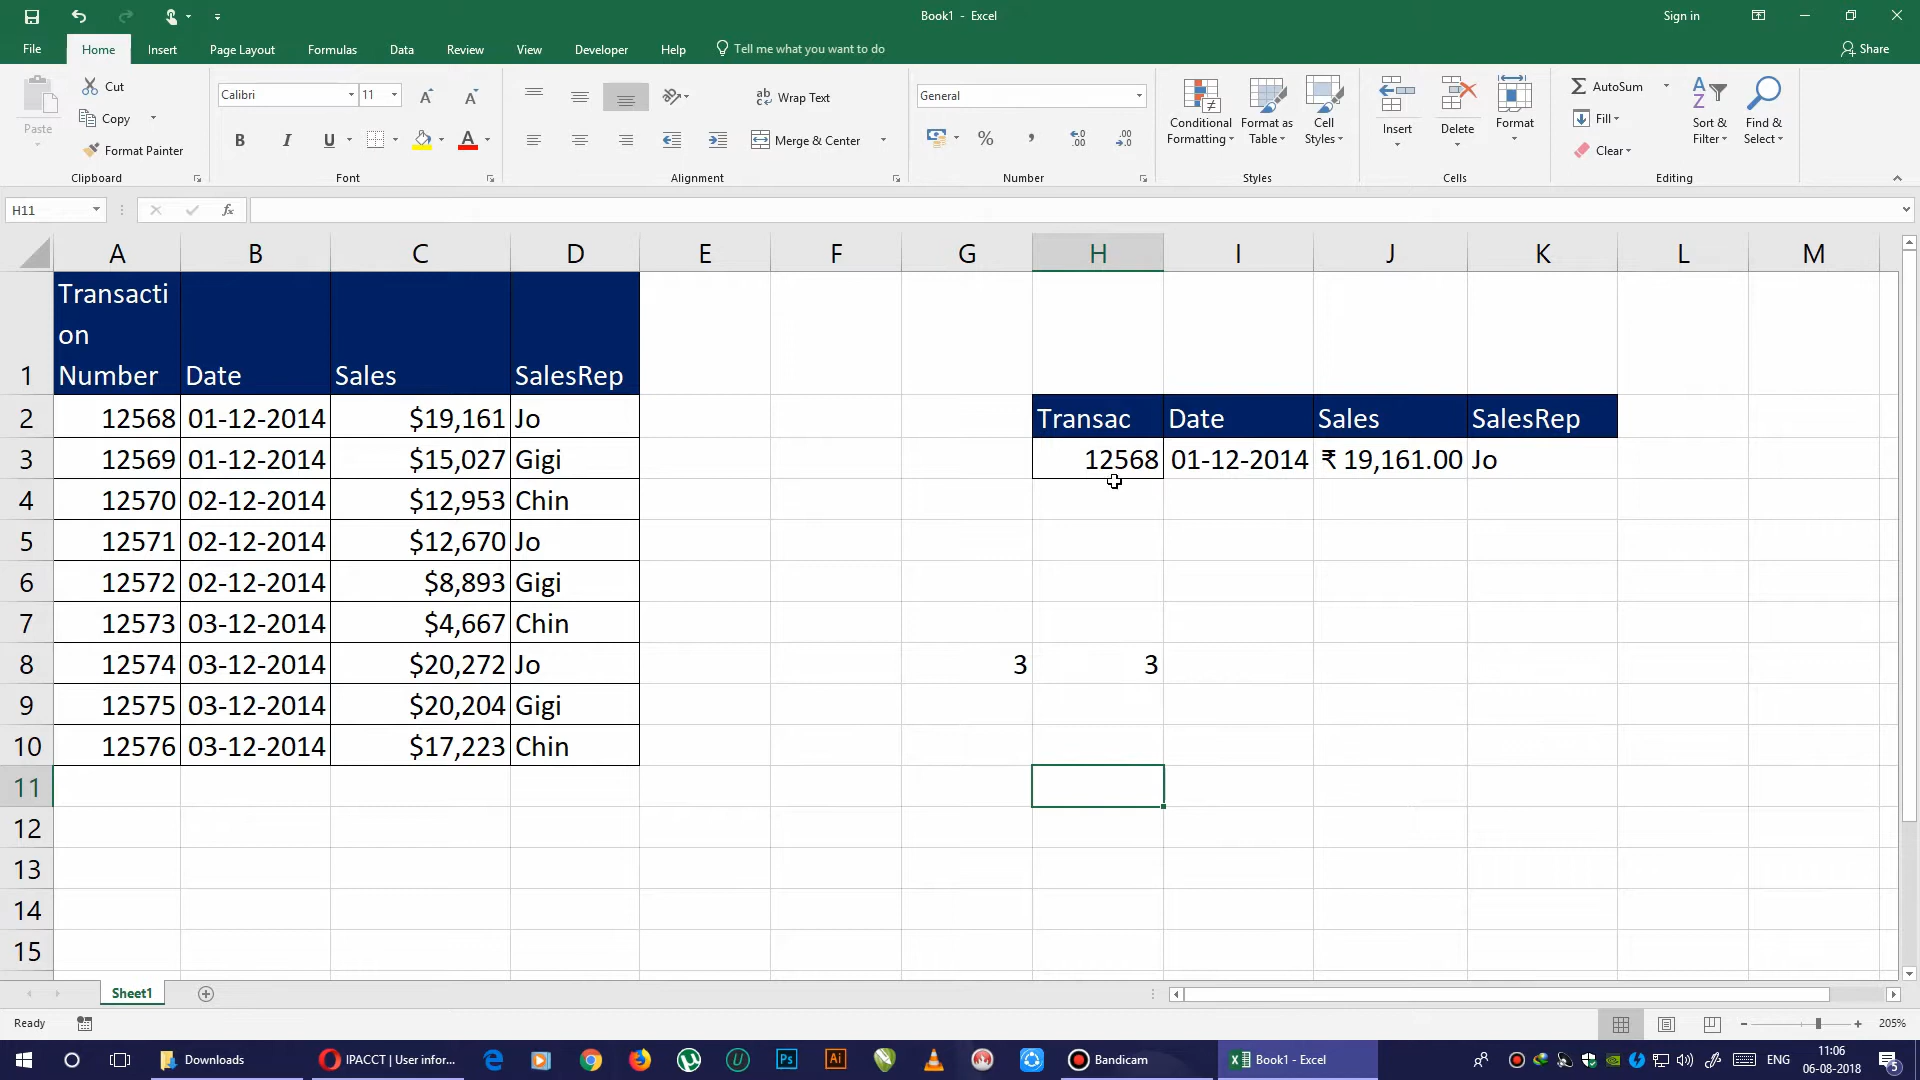 Book1 - Excel
Sign in
File Home Insert Page Layout Formulas Data Review View Developer Help Tell me what you want to do Share
Paste
Cut
Copy
Format Painter
Clipboard
Calibri 11
B I U
Font
Wrap Text
Merge & Center
Alignment
General
%
Number
Conditional Formatting
Format as Table
Cell Styles
Styles
Insert
Delete
Format
Cells
AutoSum
Fill
Clear
Sort & Filter
Find & Select
Editing
H11 fx
A B C D E F G H I J K L M
Transacti
on
1 Number Date Sales SalesRep
2 12568 01-12-2014 $19,161 Jo Transac Date Sales SalesRep
3 12569 01-12-2014 $15,027 Gigi 12568 01-12-2014 ₹ 19,161.00 Jo
4 12570 02-12-2014 $12,953 Chin
5 12571 02-12-2014 $12,670 Jo
6 12572 02-12-2014 $8,893 Gigi
7 12573 03-12-2014 $4,667 Chin
8 12574 03-12-2014 $20,272 Jo 3 3
9 12575 03-12-2014 $20,204 Gigi
10 12576 03-12-2014 $17,223 Chin
11
12
13
14
15
Sheet1
Ready 205%
Downloads IPACCT | User infor... Ps Ai Bandicam Book1 - Excel ENG 11:06
06-08-2018
5